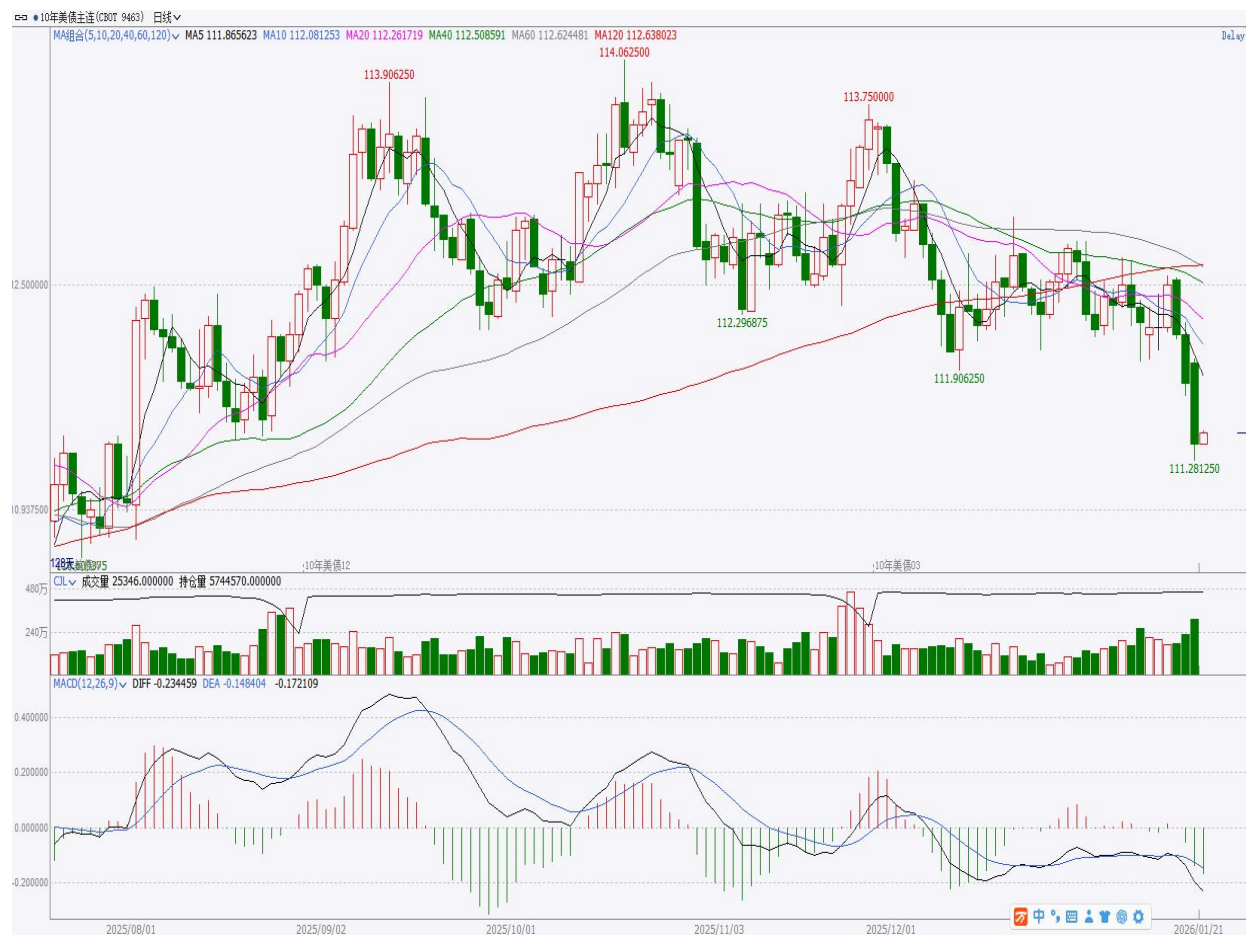 10年美债主连(CBOT 9463) 日线
MA组合(5,10,20,40,60,120) MA5 111.865623 MA10 112.081253 MA20 112.261719 MA40 112.508591 MA60 112.624481 MA120 112.638023
Delay
114.062500
113.906250
113.750000
2.500000
112.296875
111.906250
111.281250
0.937500
10年美债12
10年美债03
CJL 成交量 25346.000000 持仓量 5744570.000000
480万
240万
MACD(12,26,9) DIFF -0.234459 DEA -0.148404 -0.172109
0.400000
0.200000
0.000000
-0.200000
中
2025/08/01 2025/09/02 2025/10/01 2025/11/03 2025/12/01 2026/01/21